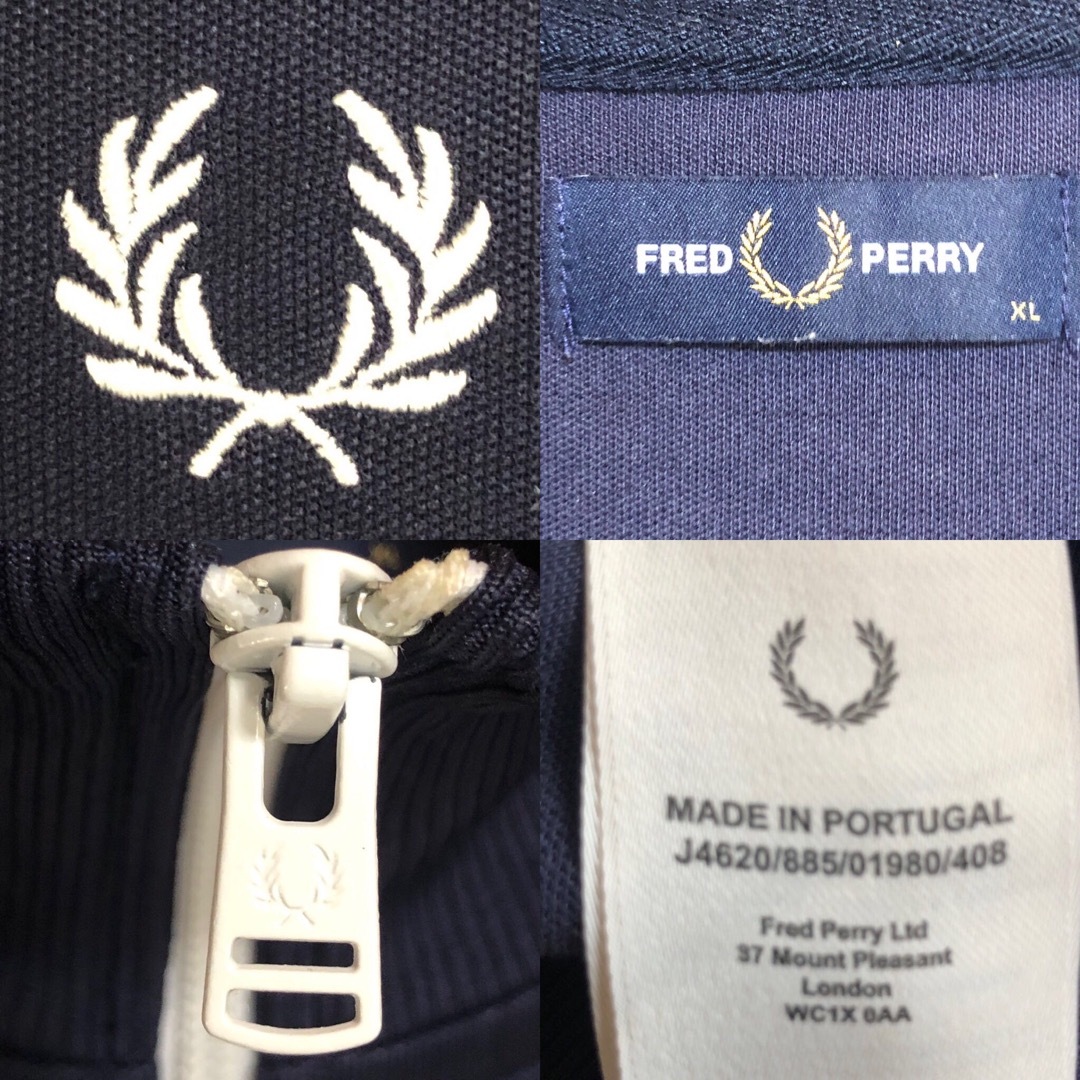 FRED PERRY
XL
MADE IN PORTUGAL
J4620/885/01980/408
Fred Perry Ltd
37 Mount Pleasant
London
WC1X 0AA